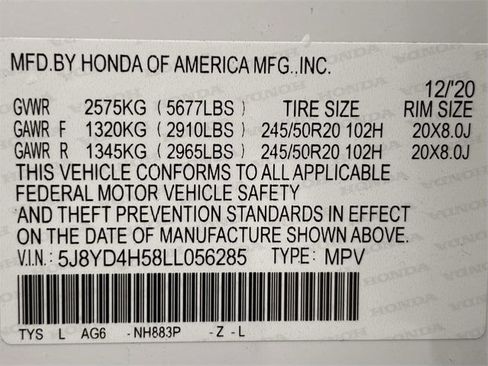 MFD.BY HONDA OF AMERICA MFG.,INC.
12/'20
GVWR 2575KG (5677LBS) TIRE SIZE RIM SIZE
GAWR F 1320KG (2910LBS) 245/50R20 102H 20X8.0J
GAWR R 1345KG (2965LBS) 245/50R20 102H 20X8.0J
THIS VEHICLE CONFORMS TO ALL APPLICABLE
FEDERAL MOTOR VEHICLE SAFETY
AND THEFT PREVENTION STANDARDS IN EFFECT
ON THE DATE OF MANUFACTURE SHOWN ABOVE.
V.I.N: 5J8YD4H58LL056285 TYPE: MPV
TYS L AG6 -NH883P -Z-L